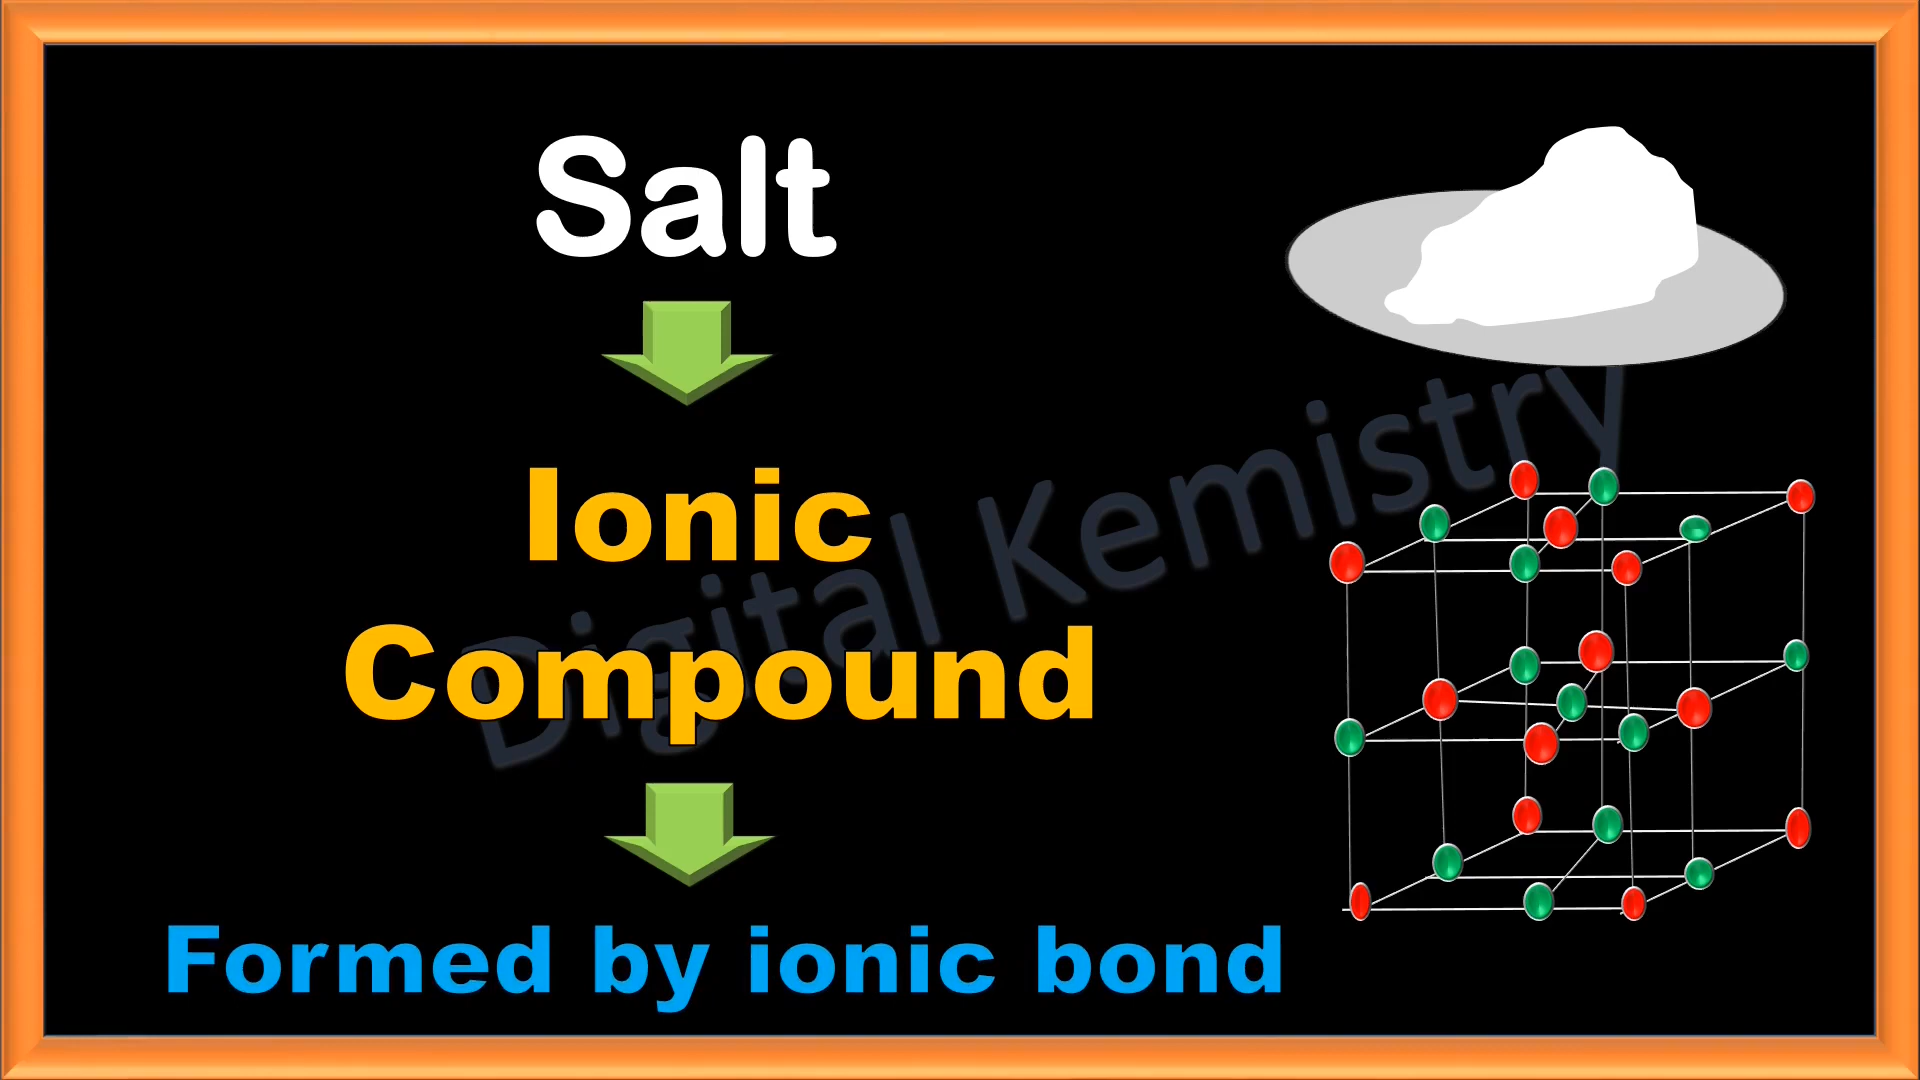 Salt
Ionic
Compound
Formed by ionic bond
Digital Kemistry